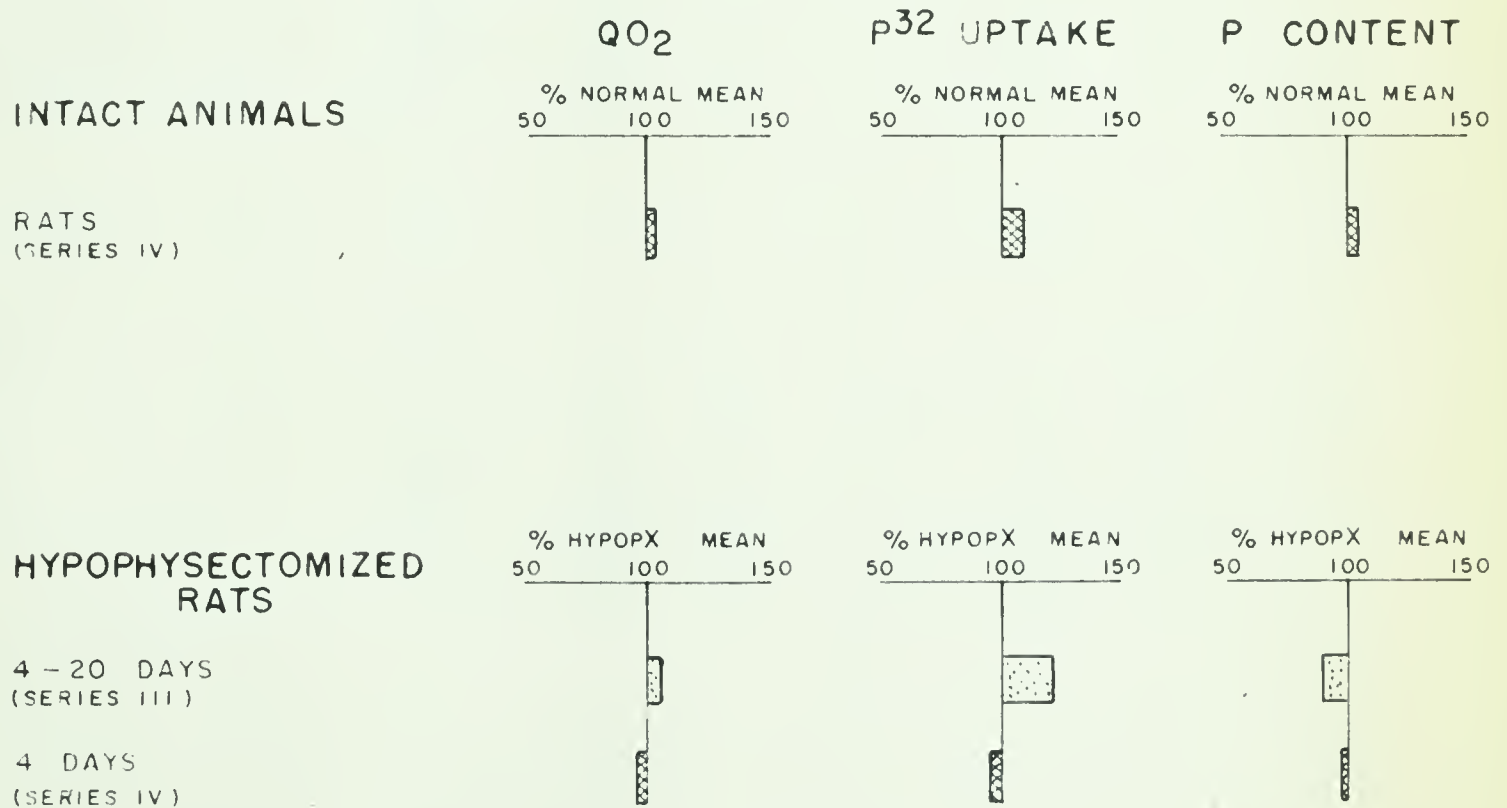 QO2 P32 UPTAKE P CONTENT
INTACT ANIMALS
% NORMAL MEAN % NORMAL MEAN % NORMAL MEAN
50 100 150 50 100 150 50 100 150
RATS
(SERIES IV)
HYPOPHYSECTOMIZED
RATS
% HYPOPX MEAN % HYPOPX MEAN % HYPOPX MEAN
50 100 150 50 100 150 50 100 150
4 - 20 DAYS
(SERIES III)
4 DAYS
(SERIES IV)